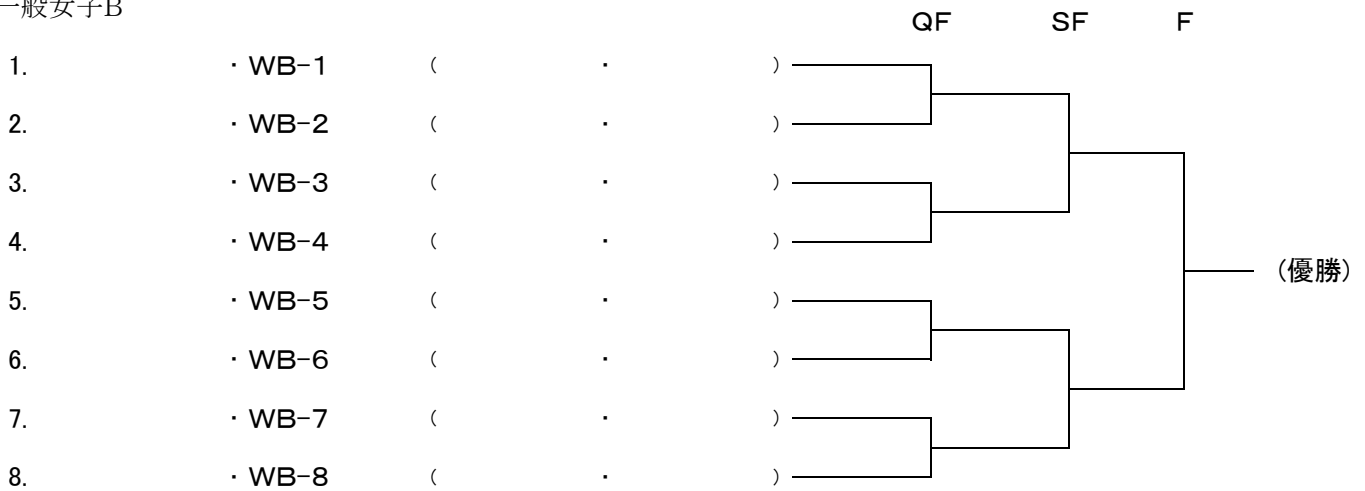 一般女子B
QF SF F
1. ・WB-1 ( ・ )
2. ・WB-2 ( ・ )
3. ・WB-3 ( ・ )
4. ・WB-4 ( ・ )
(優勝)
5. ・WB-5 ( ・ )
6. ・WB-6 ( ・ )
7. ・WB-7 ( ・ )
8. ・WB-8 ( ・ )